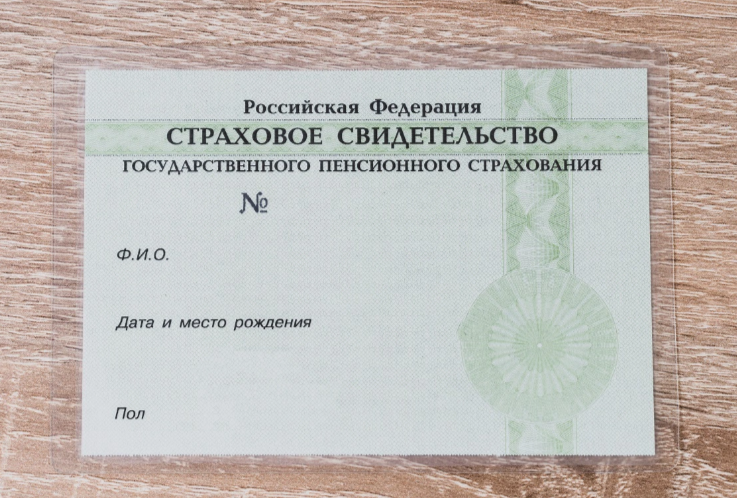 Российская Федерация
СТРАХОВОЕ СВИДЕТЕЛЬСТВО
ГОСУДАРСТВЕННОГО ПЕНСИОННОГО СТРАХОВАНИЯ
№
Ф.И.О.
Дата и место рождения
Пол